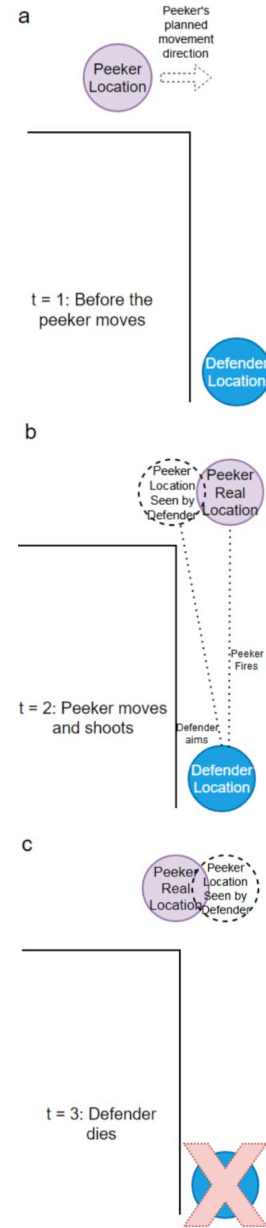 a
Peeker's
planned
movement
direction
Peeker
Location
t = 1: Before the
peeker moves
Defender
Location
b
Peeker
Location
Seen by
Defender
Peeker
Real
Location
Peeker
Fires
t = 2: Peeker moves
and shoots
Defender
aims
Defender
Location
c
Peeker
Real
Location
Peeker
Location
Seen by
Defender
t = 3: Defender
dies